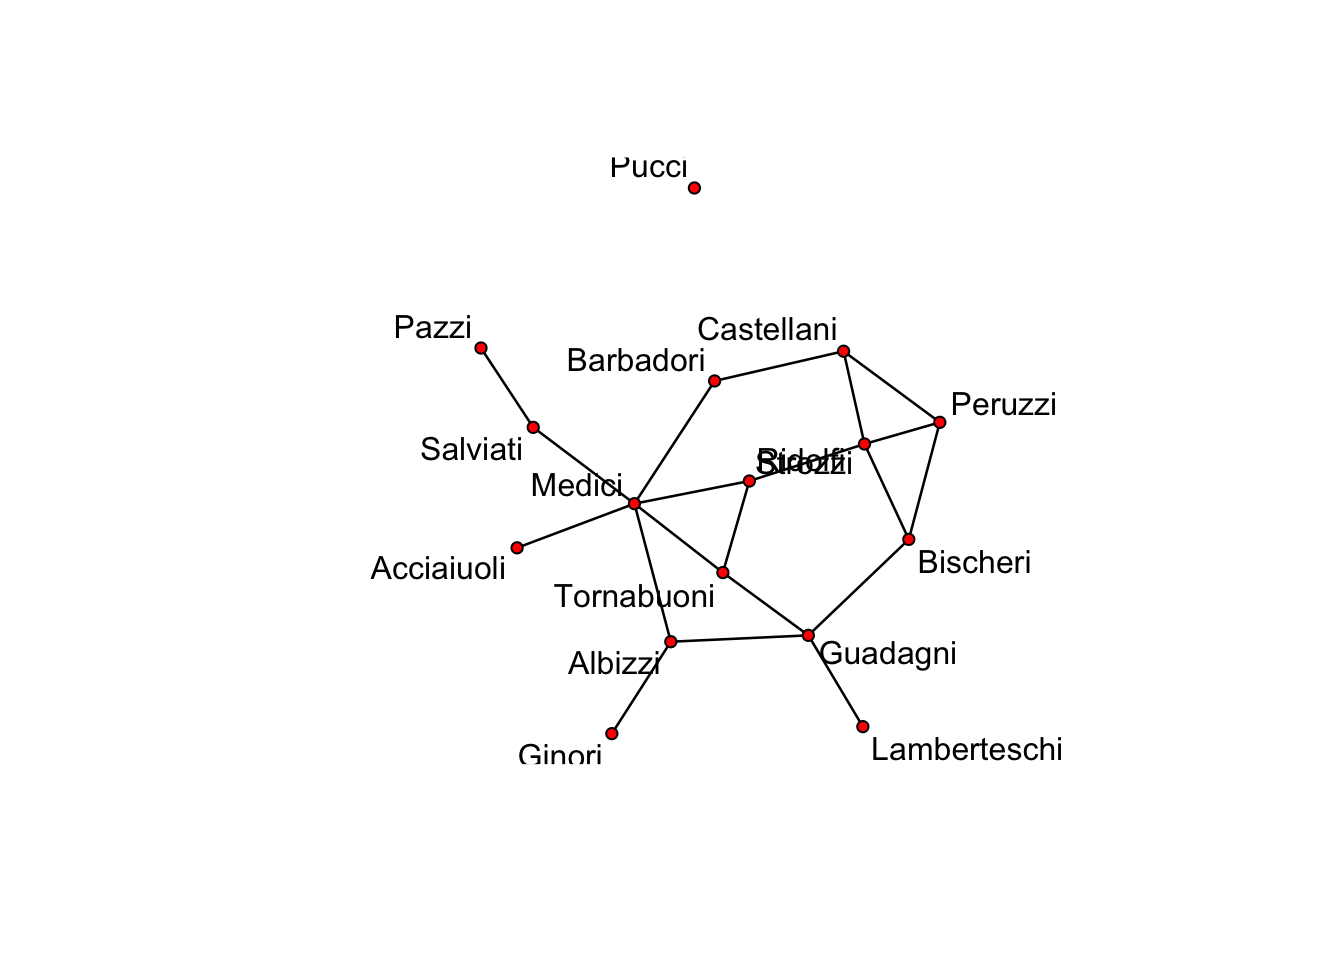 Pucci
Pazzi
Castellani
Barbadori
Peruzzi
Salviati
Ridolfi
Strozzi
Medici
Acciaiuoli
Bischeri
Tornabuoni
Albizzi
Guadagni
Ginori
Lamberteschi